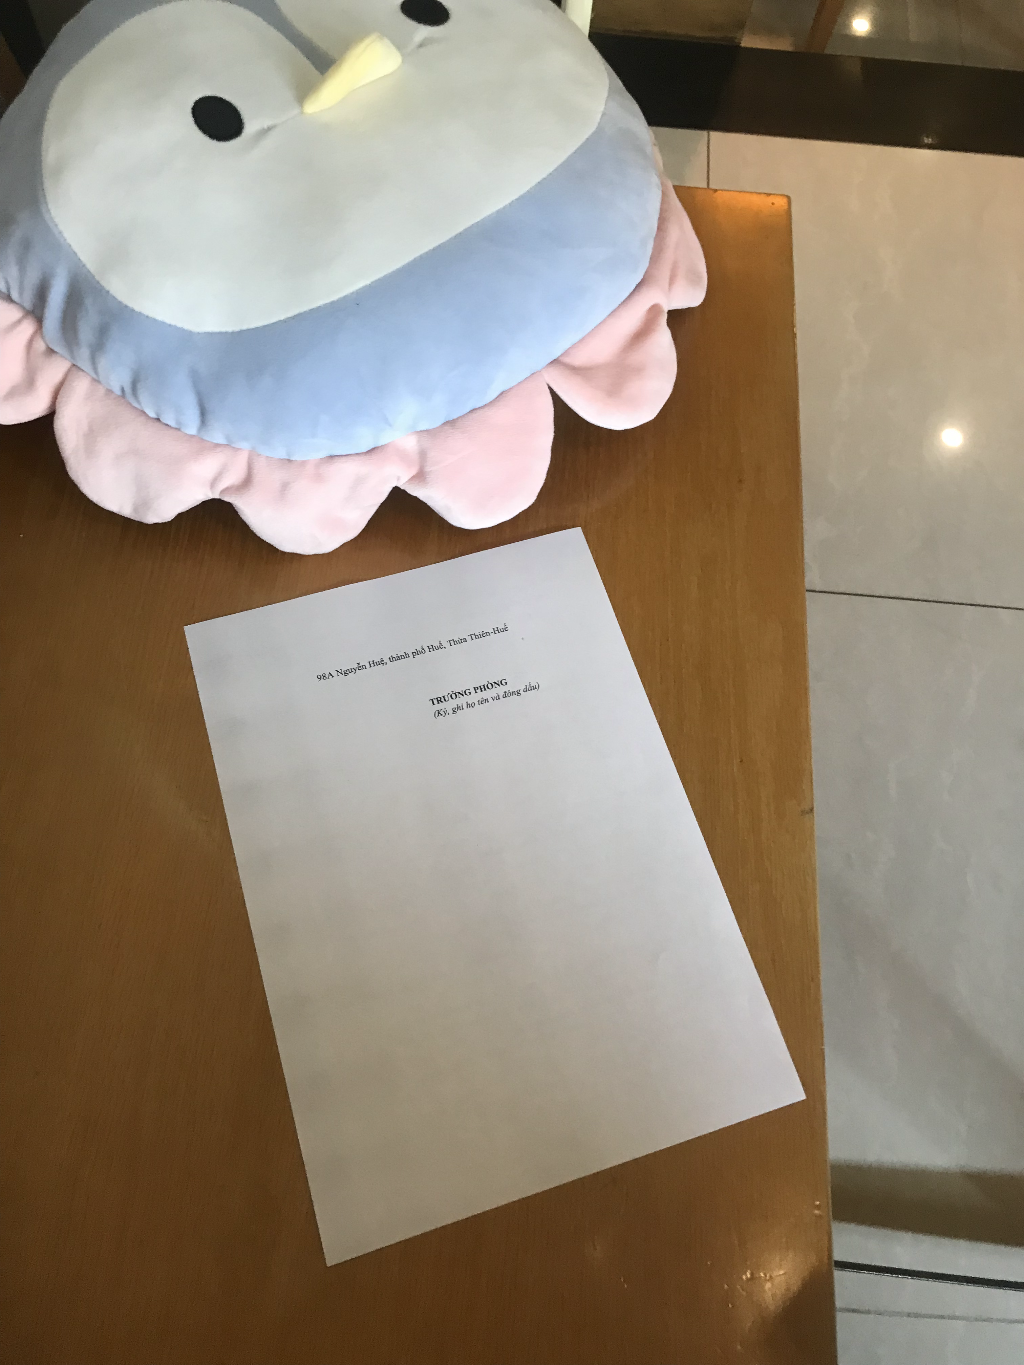 98A Nguyễn Huệ, thành phố Huế, Thừa Thiên-Huế
TRƯỞNG PHÒNG
(Ký, ghi họ tên và đóng dấu)